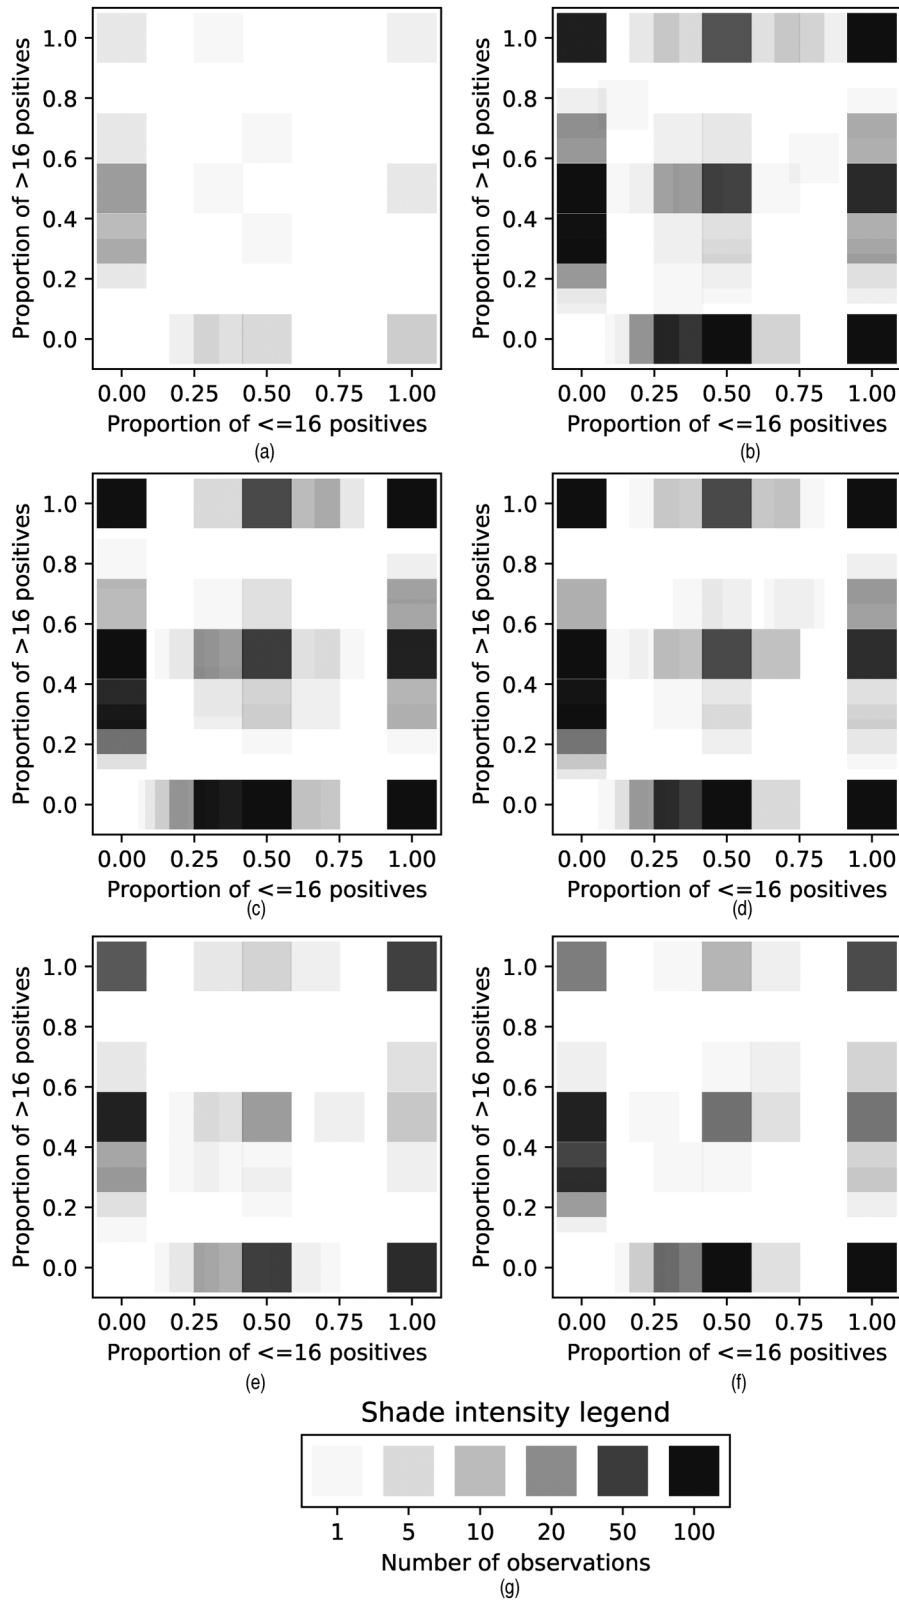 Proportion of >16 positives
1.0
0.8
0.6
0.4
0.2
0.0
0.00 0.25 0.50 0.75 1.00
Proportion of <=16 positives
(a)
Proportion of >16 positives
1.0
0.8
0.6
0.4
0.2
0.0
0.00 0.25 0.50 0.75 1.00
Proportion of <=16 positives
(b)
Proportion of >16 positives
1.0
0.8
0.6
0.4
0.2
0.0
0.00 0.25 0.50 0.75 1.00
Proportion of <=16 positives
(c)
Proportion of >16 positives
1.0
0.8
0.6
0.4
0.2
0.0
0.00 0.25 0.50 0.75 1.00
Proportion of <=16 positives
(d)
Proportion of >16 positives
1.0
0.8
0.6
0.4
0.2
0.0
0.00 0.25 0.50 0.75 1.00
Proportion of <=16 positives
(e)
Proportion of >16 positives
1.0
0.8
0.6
0.4
0.2
0.0
0.00 0.25 0.50 0.75 1.00
Proportion of <=16 positives
(f)
Shade intensity legend
1 5 10 20 50 100
Number of observations
(g)